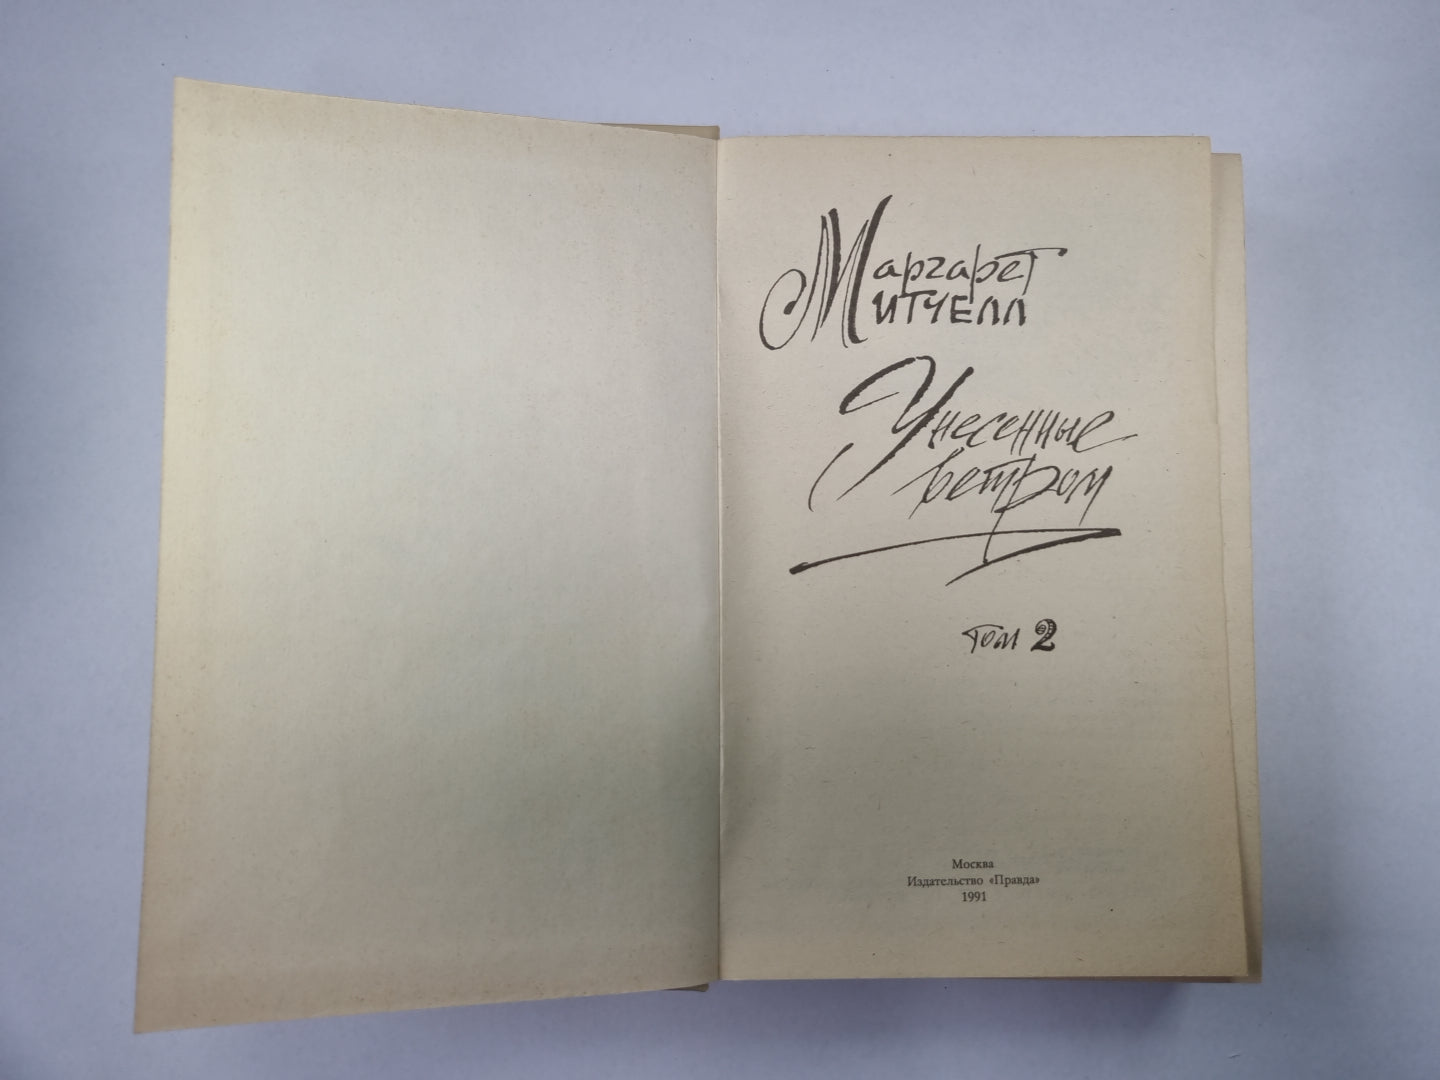 Маргарет
Митчелл
Унесенные
ветром
Том 2
Москва
Издательство «Правда»
1991